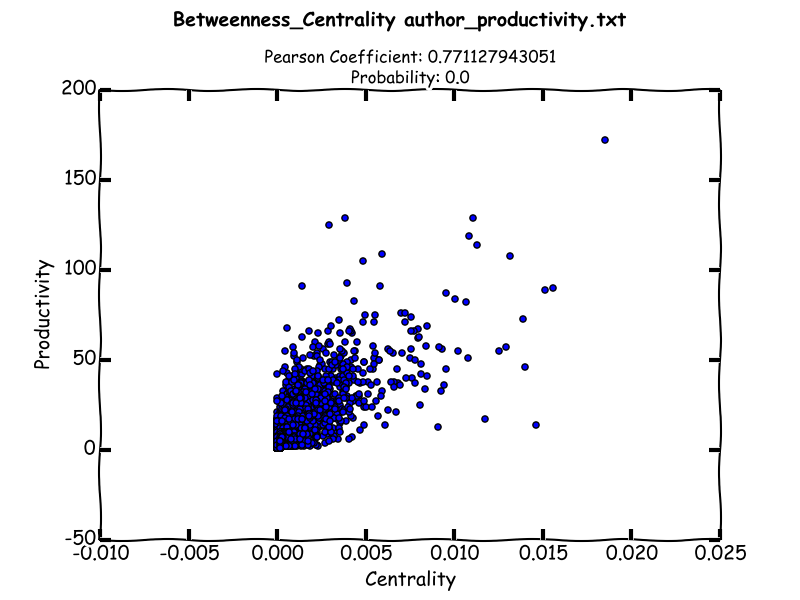 Betweenness_Centrality author_productivity.txt
Pearson Coefficient: 0.771127943051
Probability: 0.0
200
150
100
50
0
-50
Productivity
-0.010 -0.005 0.000 0.005 0.010 0.015 0.020 0.025
Centrality